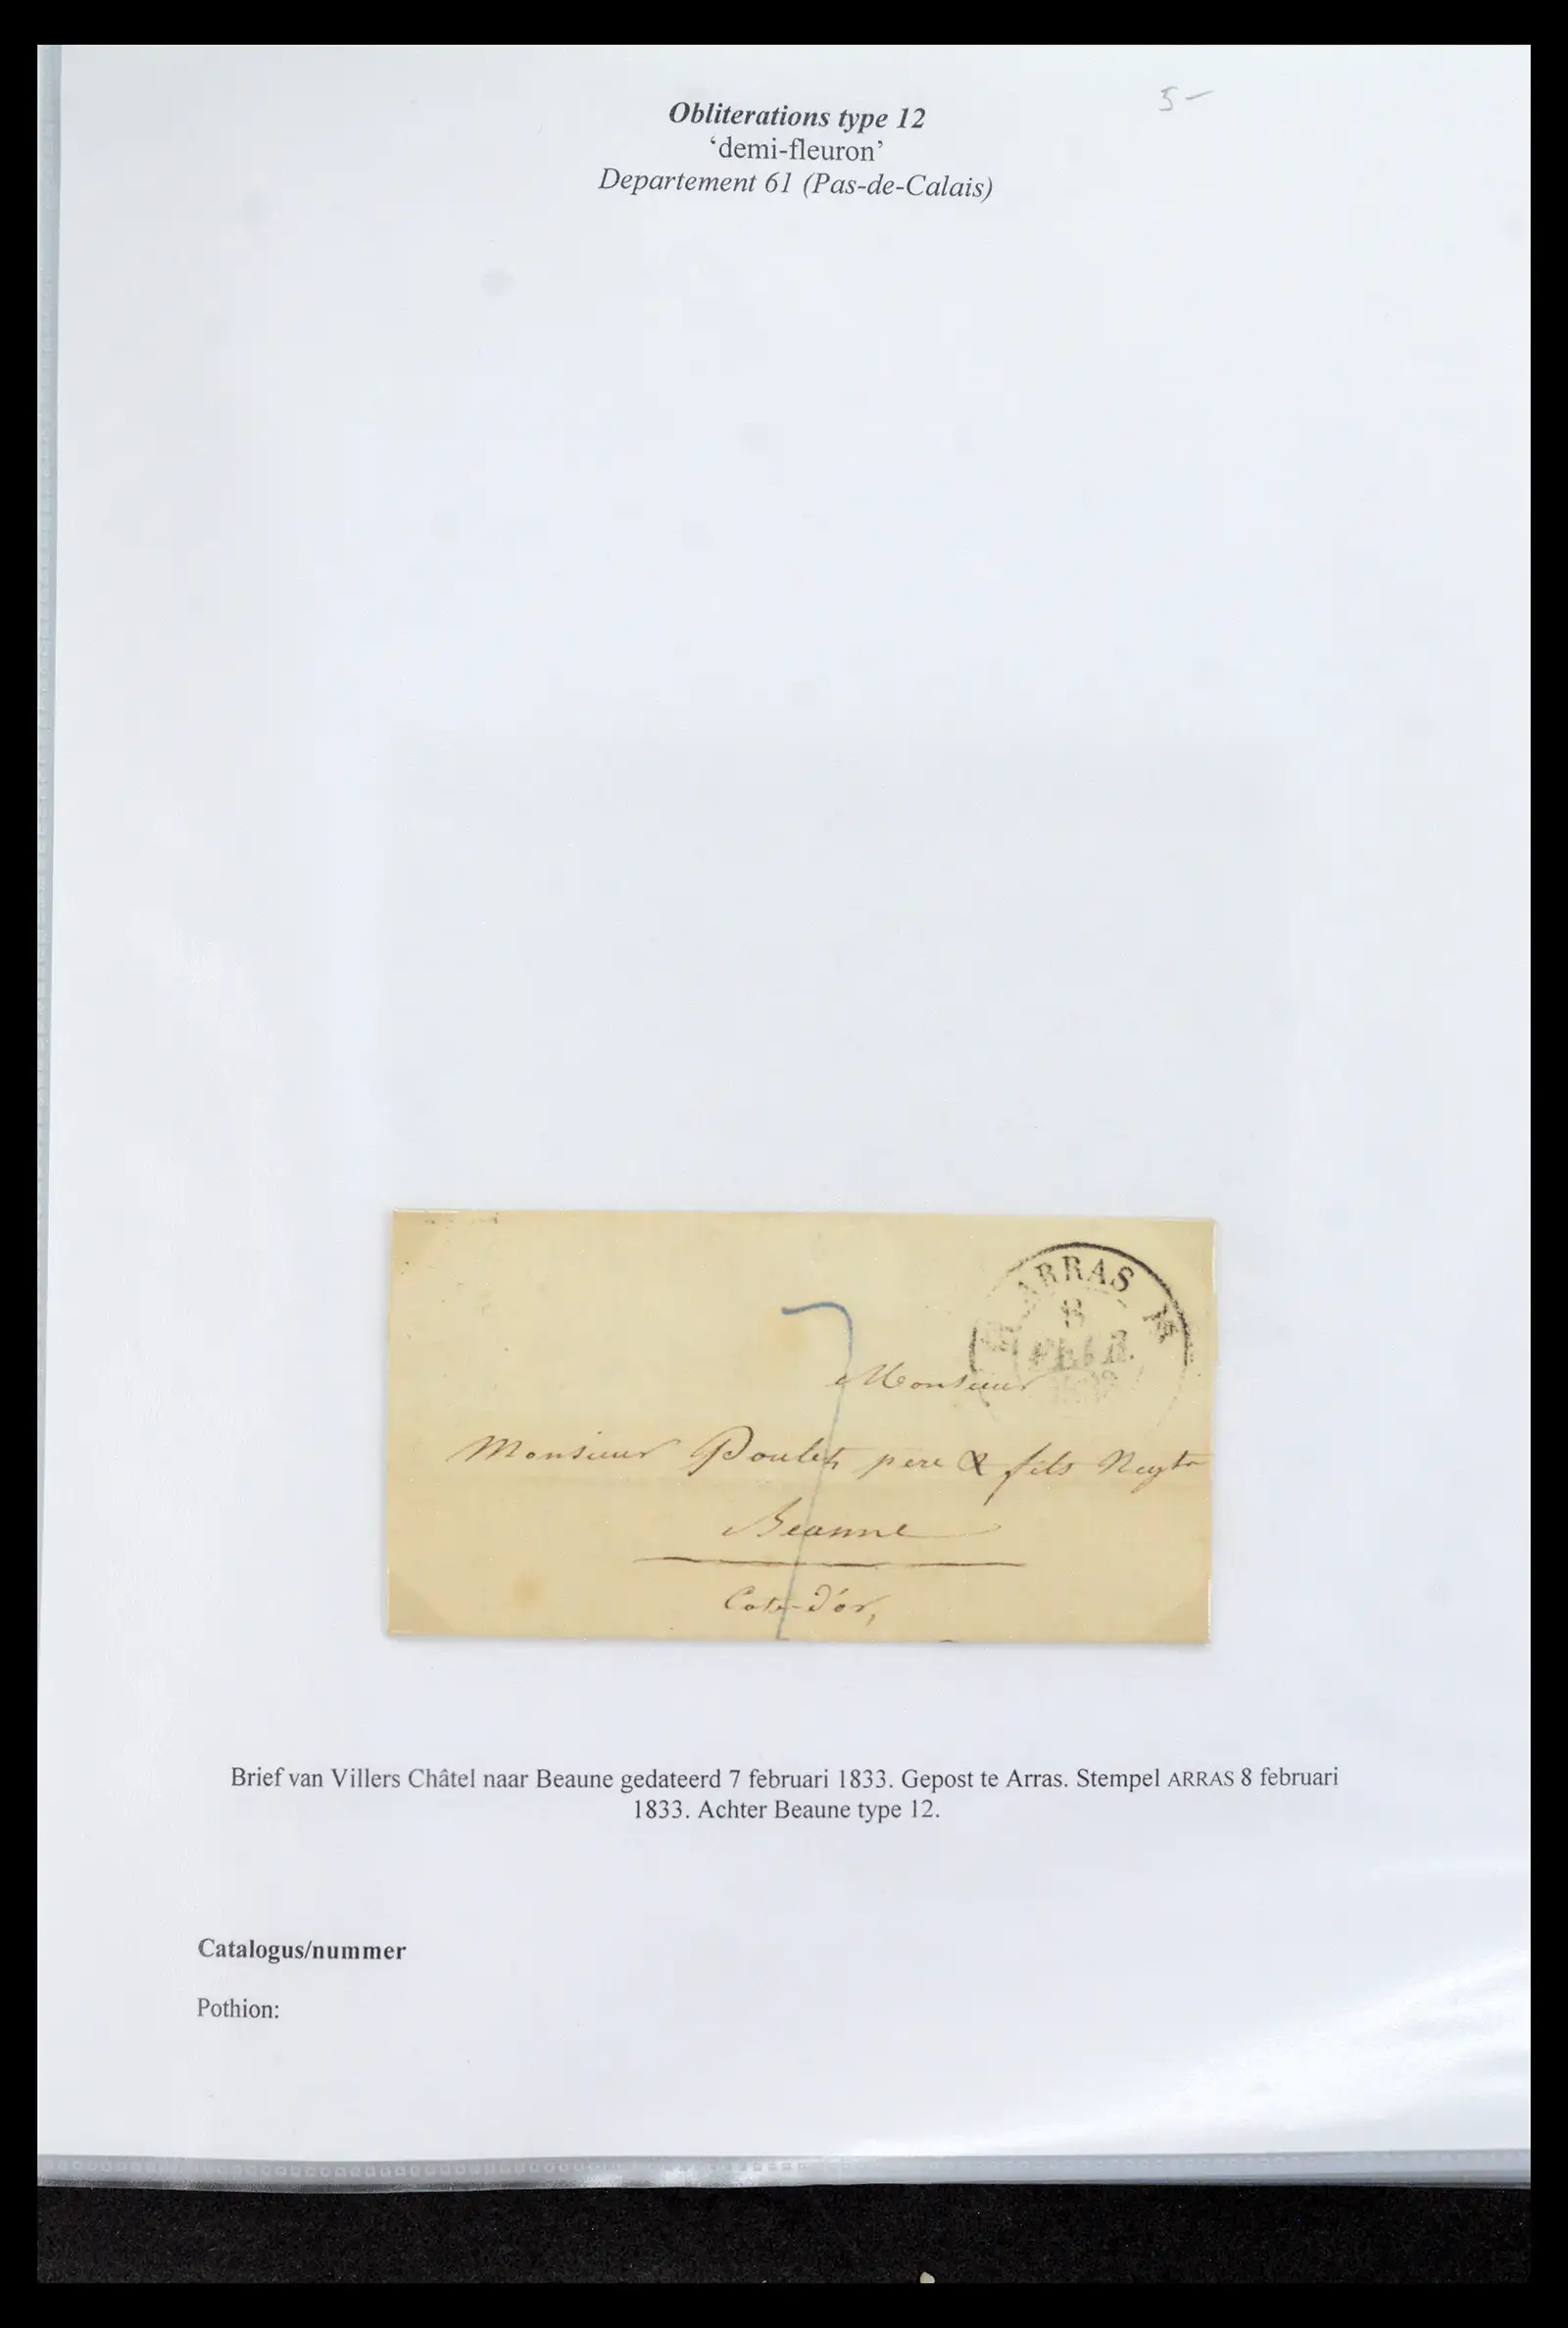 5-
Obliterations type 12
‘demi-fleuron’
Departement 61 (Pas-de-Calais)
ARRAS
8
FEVR.
Monsieur
7
Monsieur Poulet pere & fils Negts
Beaune
Cote-d'or,
Brief van Villers Châtel naar Beaune gedateerd 7 februari 1833. Gepost te Arras. Stempel ARRAS 8 februari
1833. Achter Beaune type 12.
Catalogus/nummer
Pothion: